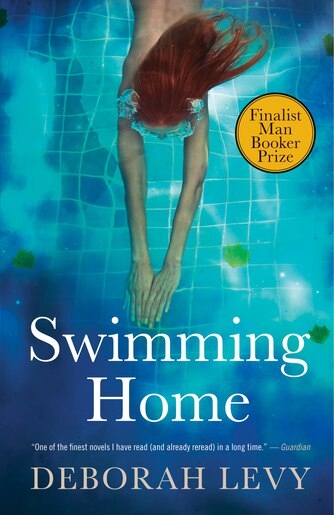 Finalist
Man
Booker
Prize
Swimming
Home
“One of the finest novels I have read (and already reread) in a long time.” — Guardian
DEBORAH LEVY